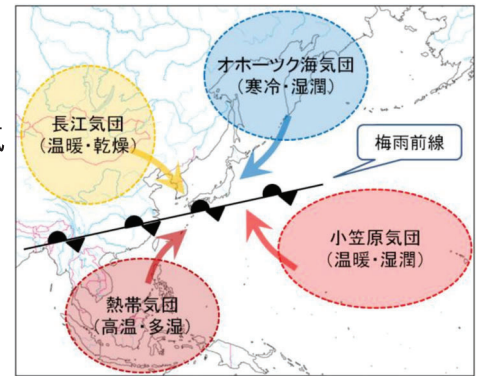 オホーツク海気団
(寒冷・湿潤)
長江気団
(温暖・乾燥)
梅雨前線
小笠原気団
(温暖・湿潤)
熱帯気団
(高温・多湿)